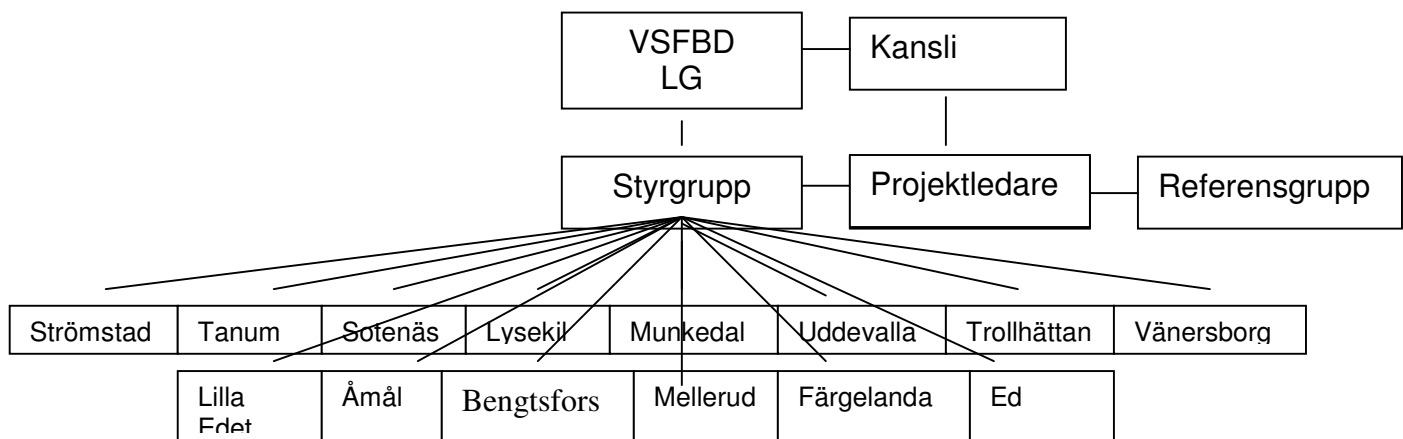 VSFBD
LG
Kansli
Styrgrupp
Projektledare
Referensgrupp
Strömstad
Tanum
Sotenäs
Lysekil
Munkedal
Uddevalla
Trollhättan
Vänersborg
Lilla
Edet
Åmål
Bengtsfors
Mellerud
Färgelanda
Ed